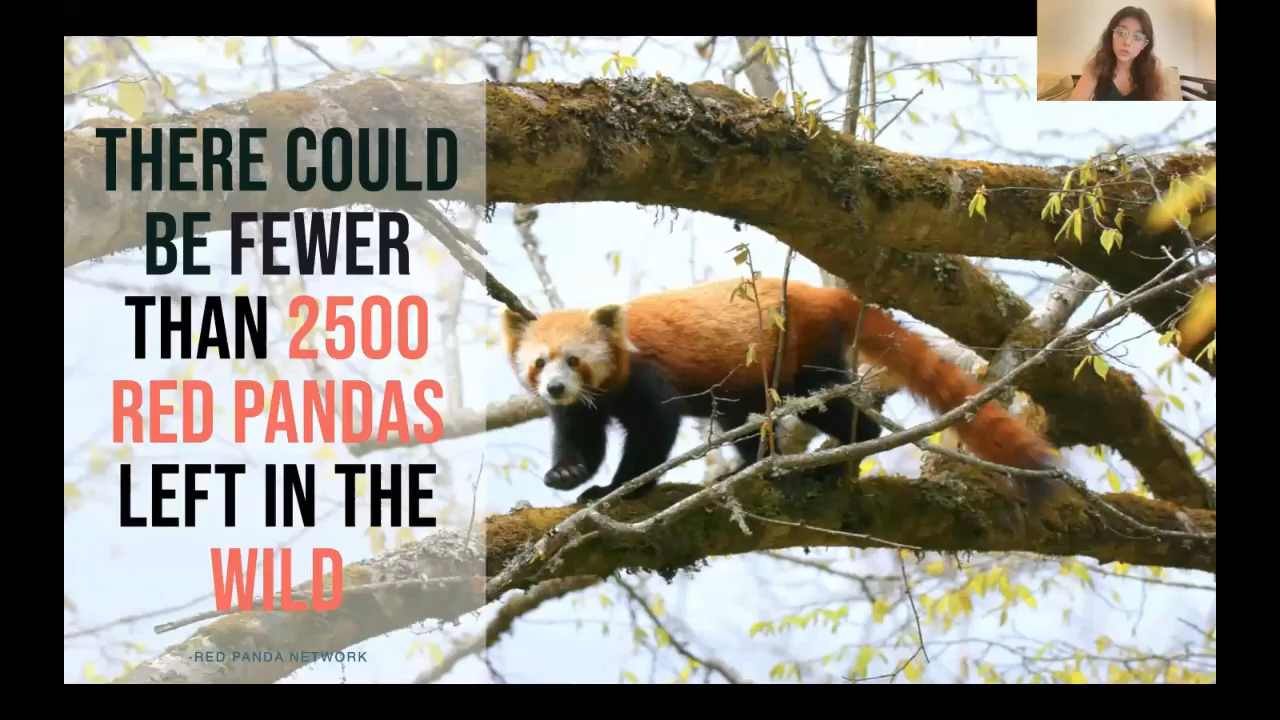 THERE COULD
BE FEWER
THAN 2500
RED PANDAS
LEFT IN THE
WILD
-RED PANDA NETWORK